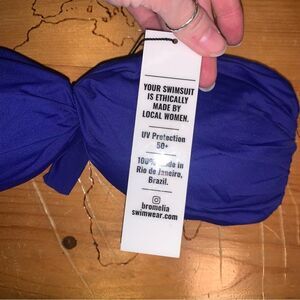 YOUR SWIMSUIT
IS ETHICALLY
MADE BY
LOCAL WOMEN.
UV Protection
50+
100% Made in
Rio de Janeiro,
Brazil.
bromelia
swimwear.com